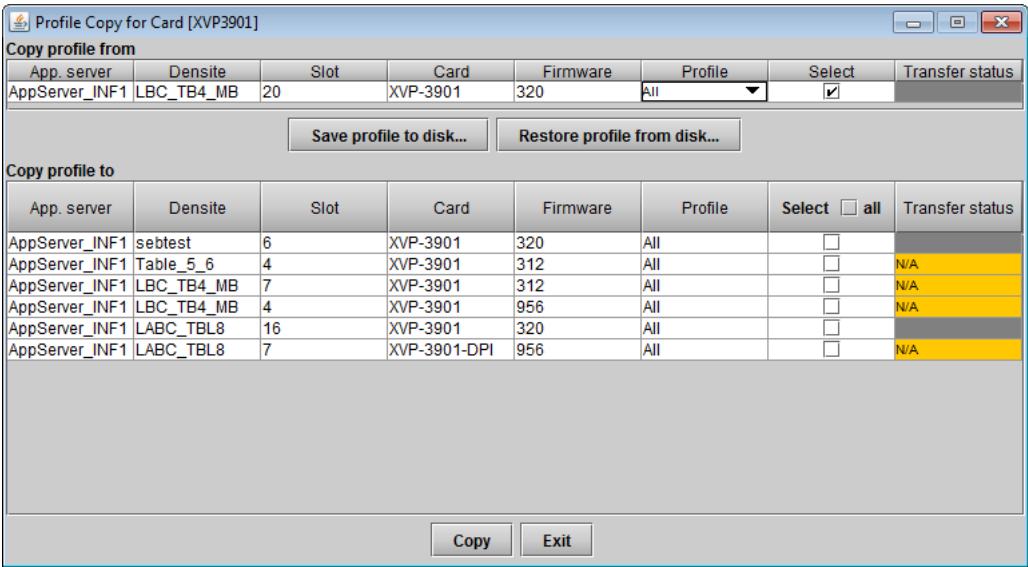 Profile Copy for Card [XVP3901]
Copy profile from
App. server Densite Slot Card Firmware Profile Select Transfer status
AppServer_INF1 LBC_TB4_MB 20 XVP-3901 320 All
Save profile to disk... Restore profile from disk...
Copy profile to
App. server Densite Slot Card Firmware Profile Select all Transfer status
AppServer_INF1 sebtest 6 XVP-3901 320 All
AppServer_INF1 Table_5_6 4 XVP-3901 312 All N/A
AppServer_INF1 LBC_TB4_MB 7 XVP-3901 312 All N/A
AppServer_INF1 LBC_TB4_MB 4 XVP-3901 956 All N/A
AppServer_INF1 LABC_TBL8 16 XVP-3901 320 All
AppServer_INF1 LABC_TBL8 7 XVP-3901-DPI 956 All N/A
Copy Exit